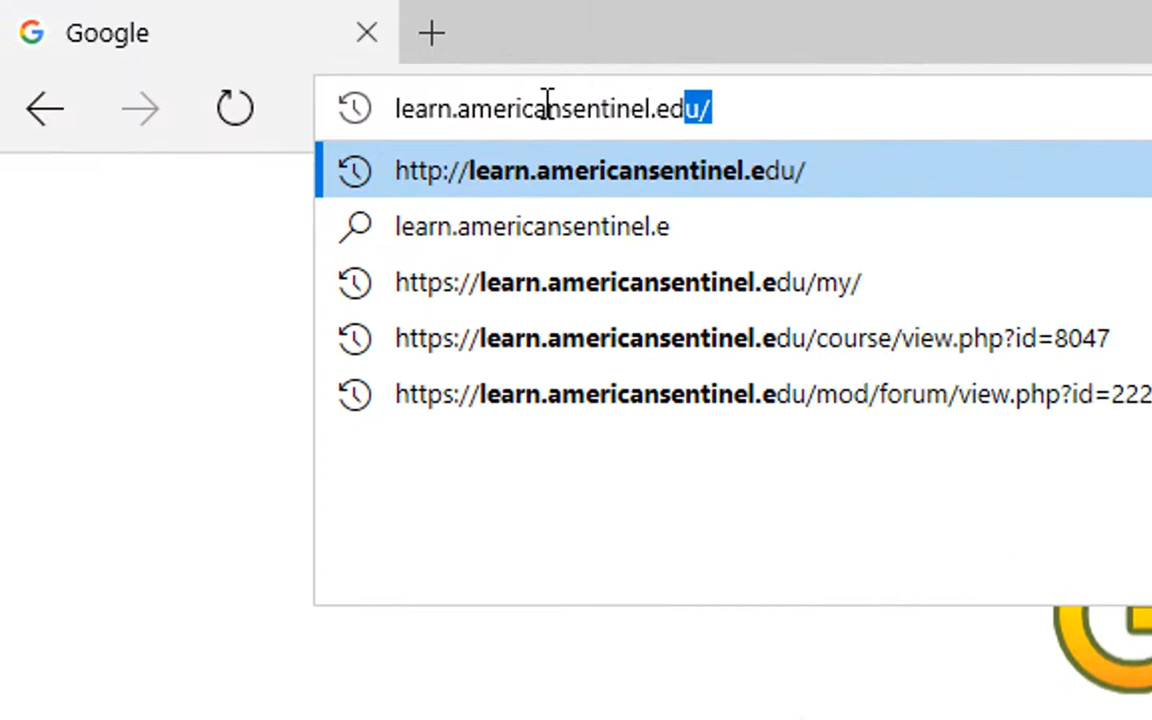 Google
learn.americansentinel.edu/
http://learn.americansentinel.edu/
learn.americansentinel.e
https://learn.americansentinel.edu/my/
https://learn.americansentinel.edu/course/view.php?id=8047
https://learn.americansentinel.edu/mod/forum/view.php?id=222